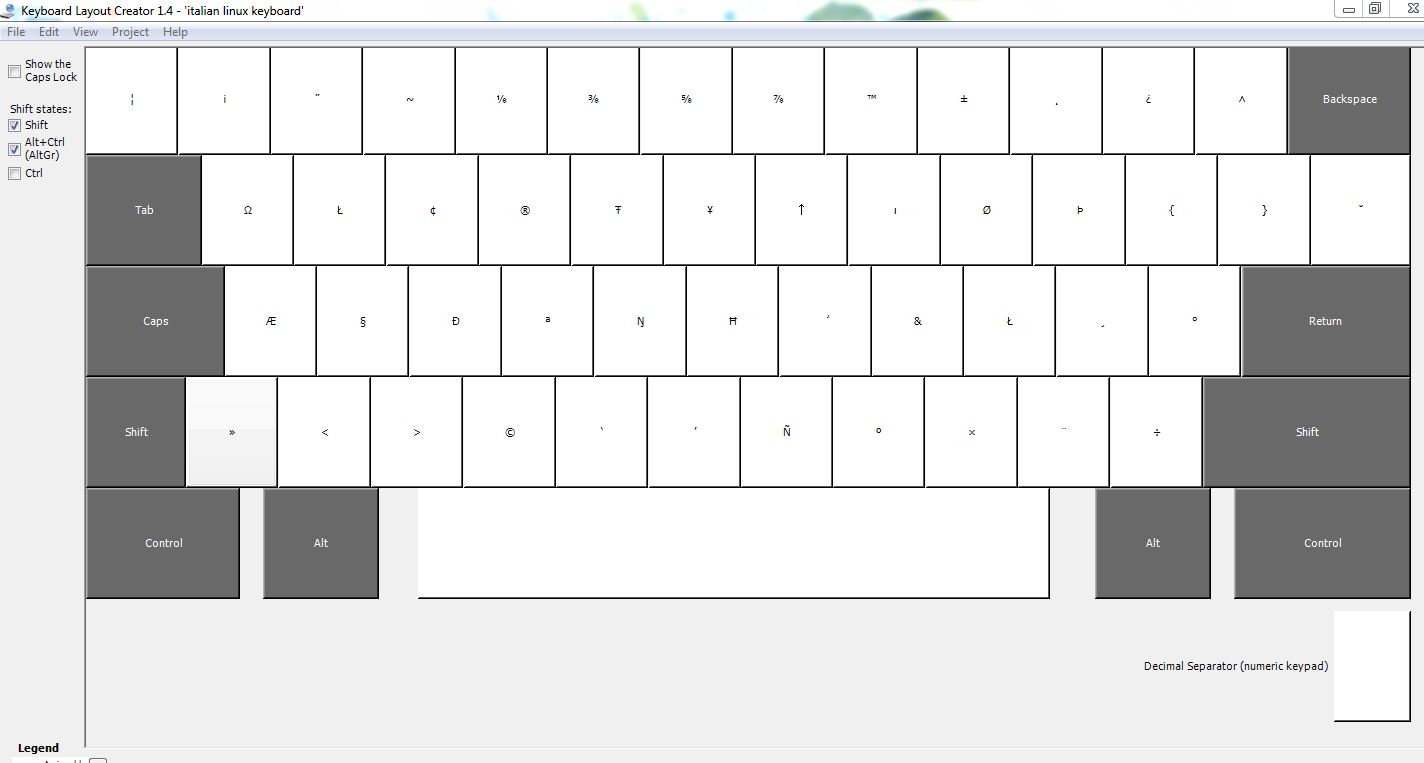 Keyboard Layout Creator 1.4 - 'italian linux keyboard'
File Edit View Project Help
Show the
Caps Lock
Shift states:
Shift
Alt+Ctrl
(AltGr)
Ctrl
¦ ¡ ˝ ~ ⅛ ⅜ ⅝ ⅞ ™ ± . ¿ ^ Backspace
Tab Ω Ł ¢ ® Ŧ ¥ ↑ ı Ø Þ { } ˇ
Caps Æ § Ð ª Ŋ Ħ ̛ & Ł ¸ ° Return
Shift » < > © ` ´ Ñ º × ¨ ÷ Shift
Control Alt Alt Control
Decimal Separator (numeric keypad)
Legend